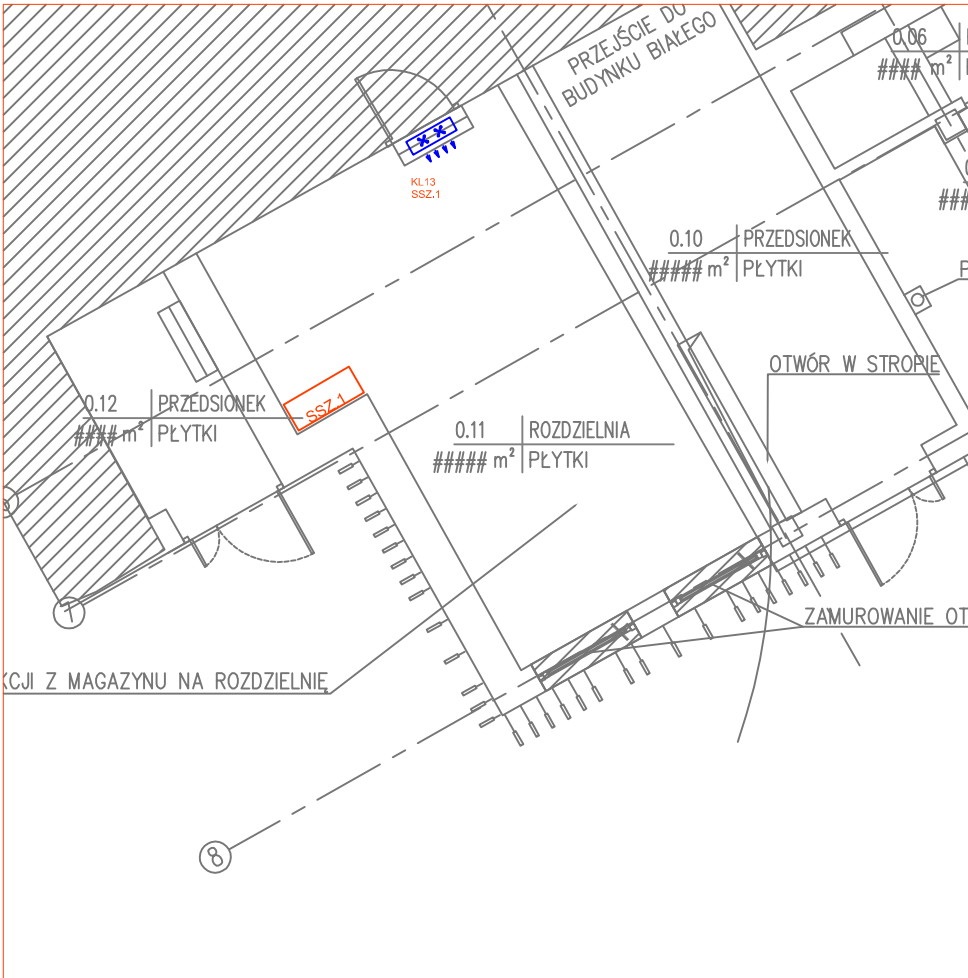 PRZEJŚCIE DO
BUDYNKU BIAŁEGO
0.06
#### m²
KL13
SSZ.1
0.10 PRZEDSIONEK
##### m² PŁYTKI
OTWÓR W STROPIE
SSZ.1
0.12 PRZEDSIONEK
#### m² PŁYTKI
0.11 ROZDZIELNIA
##### m² PŁYTKI
7
ZAMUROWANIE OT
KCJI Z MAGAZYNU NA ROZDZIELNIĘ
8